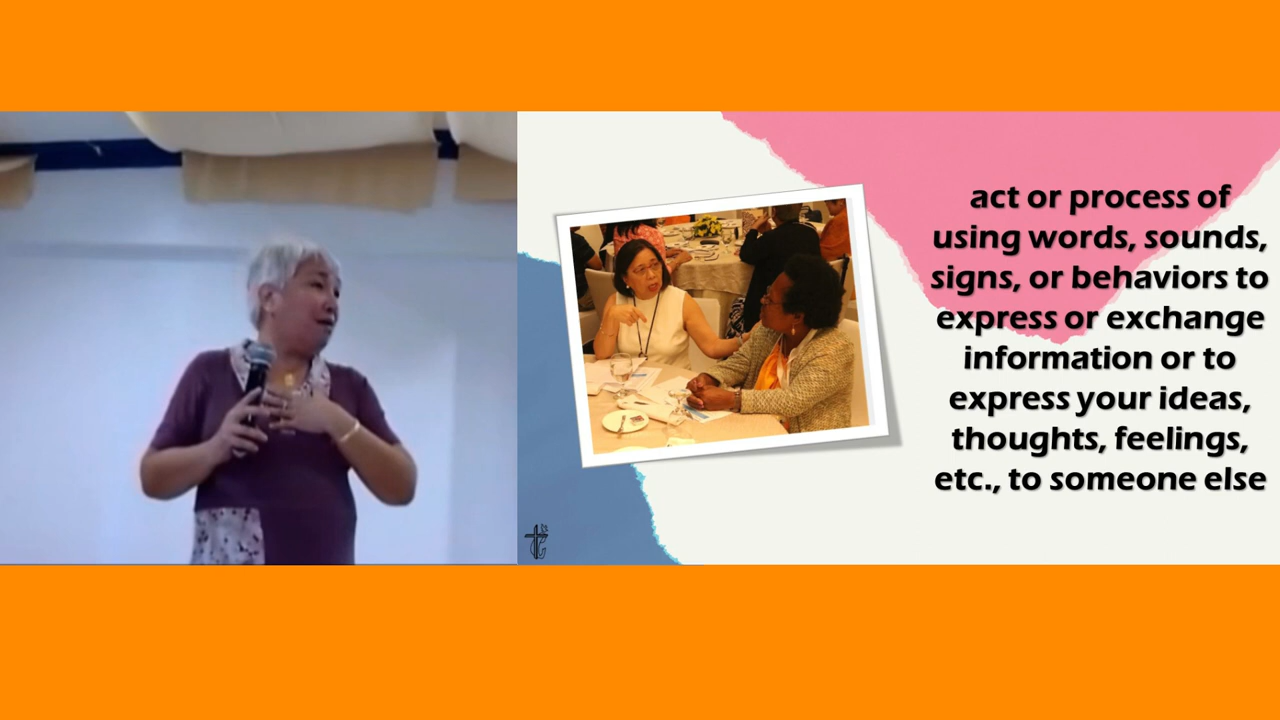 act or process of
using words, sounds,
signs, or behaviors to
express or exchange
information or to
express your ideas,
thoughts, feelings,
etc., to someone else